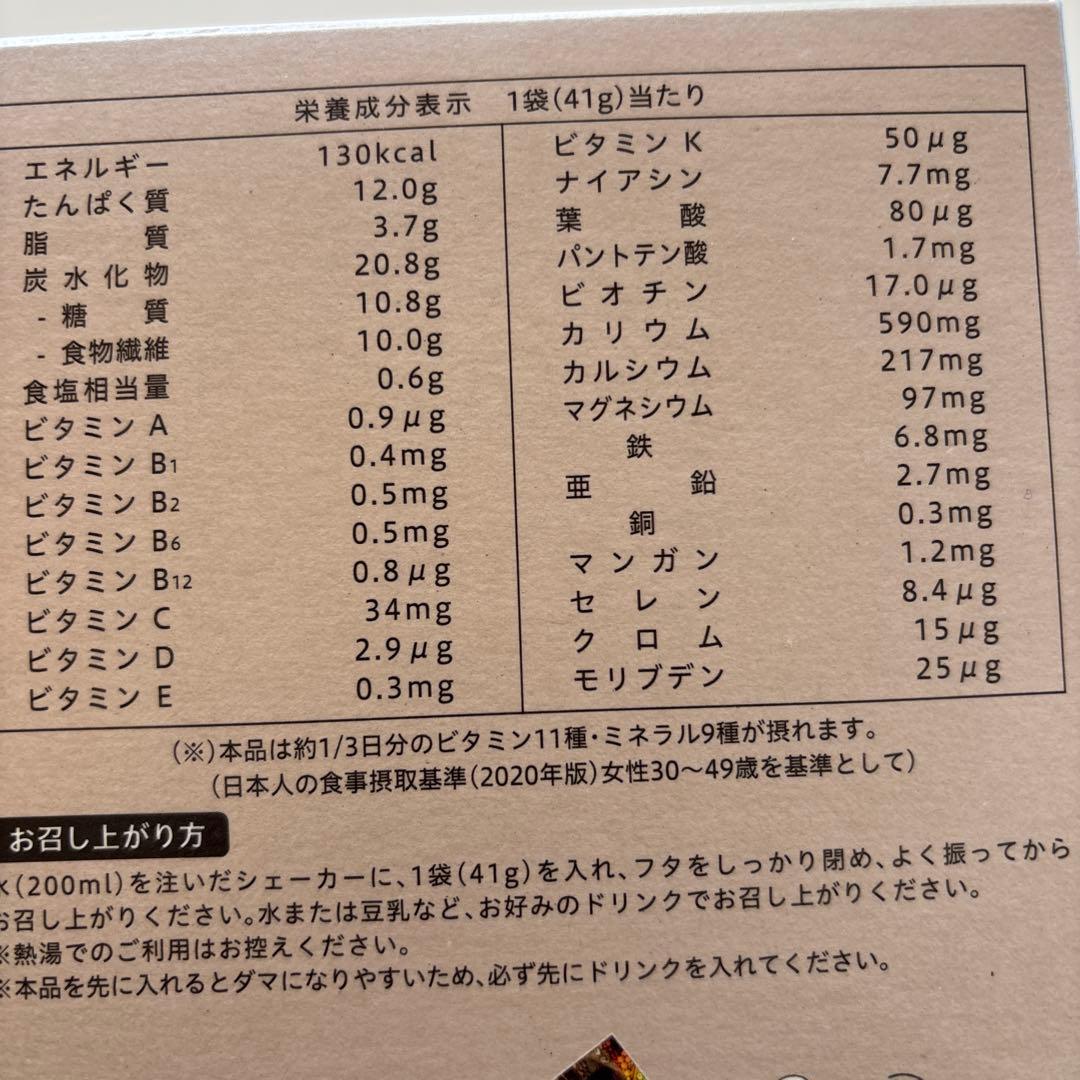 栄養成分表示 1袋(41g)当たり
エネルギー 130kcal
たんぱく質 12.0g
脂質 3.7g
炭水化物 20.8g
- 糖質 10.8g
- 食物繊維 10.0g
食塩相当量 0.6g
ビタミン A 0.9μg
ビタミン B1 0.4mg
ビタミン B2 0.5mg
ビタミン B6 0.5mg
ビタミン B12 0.8μg
ビタミン C 34mg
ビタミン D 2.9μg
ビタミン E 0.3mg
ビタミン K 50μg
ナイアシン 7.7mg
葉酸 80μg
パントテン酸 1.7mg
ビオチン 17.0μg
カリウム 590mg
カルシウム 217mg
マグネシウム 97mg
鉄 6.8mg
亜鉛 2.7mg
銅 0.3mg
マンガン 1.2mg
セレン 8.4μg
クロム 15μg
モリブデン 25μg
(※)本品は約1/3日分のビタミン11種・ミネラル9種が摂れます。
(日本人の食事摂取基準(2020年版)女性30〜49歳を基準として)
お召し上がり方
水(200ml)を注いだシェーカーに、1袋(41g)を入れ、フタをしっかり閉め、よく振ってから
お召し上がりください。水または豆乳など、お好みのドリンクでお召し上がりください。
※熱湯でのご利用はお控えください。
※本品を先に入れるとダマになりやすいため、必ず先にドリンクを入れてください。